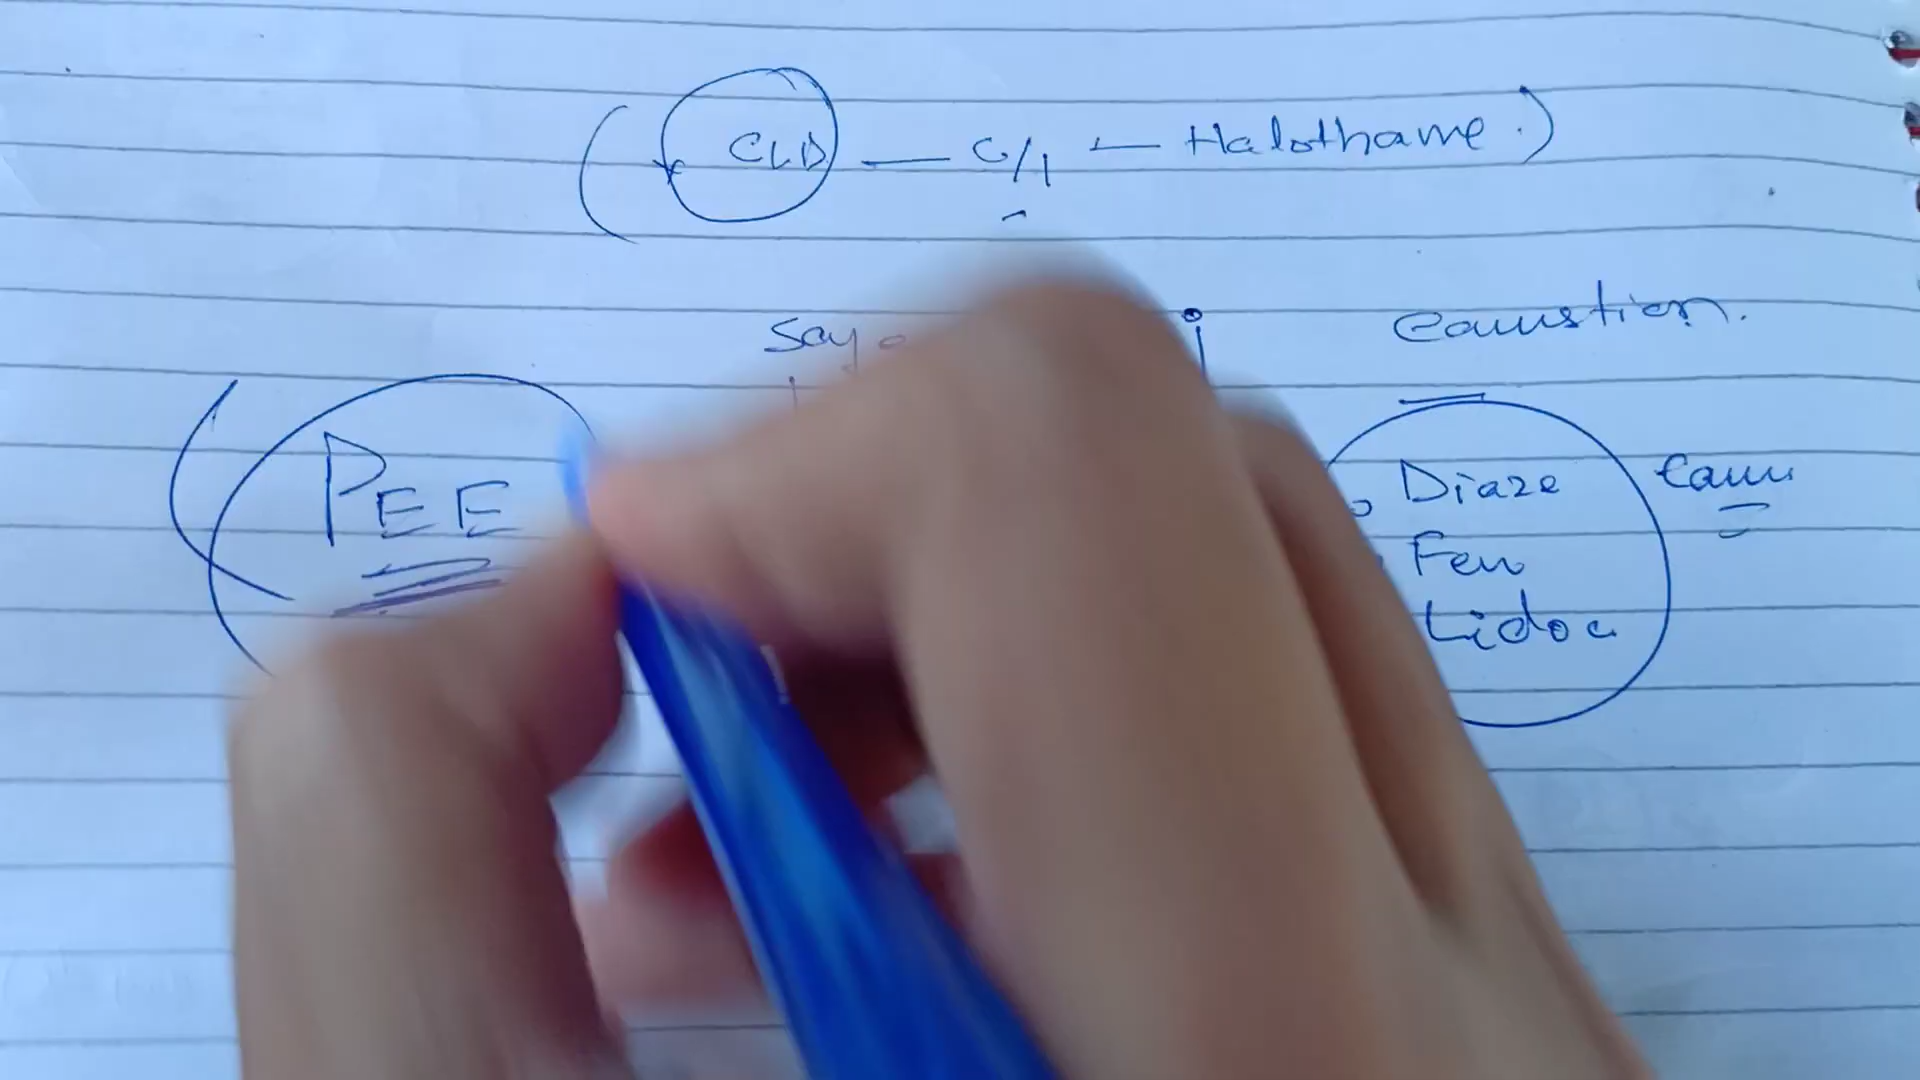 ( CLD — C/I — Halothane.)
Say caustion.
PEE Diaze Cau
Fen
Lidoc